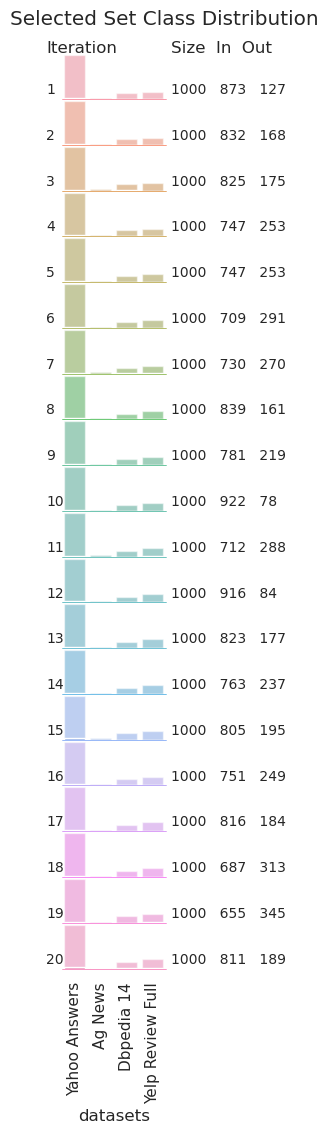 Selected Set Class Distribution
Iteration Size In Out
1 1000 873 127
2 1000 832 168
3 1000 825 175
4 1000 747 253
5 1000 747 253
6 1000 709 291
7 1000 730 270
8 1000 839 161
9 1000 781 219
10 1000 922 78
11 1000 712 288
12 1000 916 84
13 1000 823 177
14 1000 763 237
15 1000 805 195
16 1000 751 249
17 1000 816 184
18 1000 687 313
19 1000 655 345
20 1000 811 189
Yahoo Answers
Ag News
Dbpedia 14
Yelp Review Full
datasets